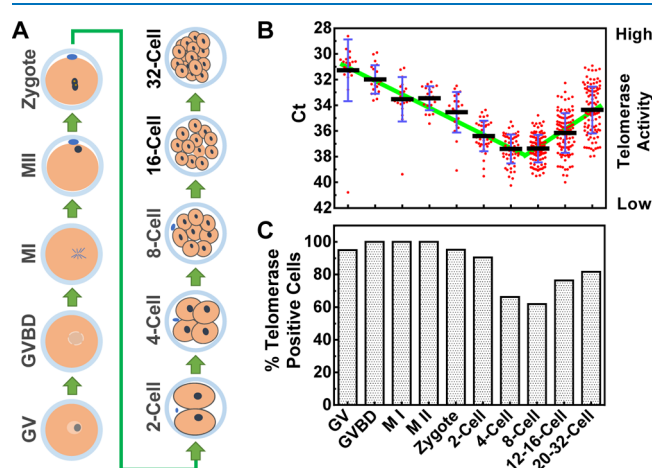 A
Zygote
MII
MI
GVBD
GV
32-Cell
16-Cell
8-Cell
4-Cell
2-Cell
B
Ct
30
32
34
36
38
40
42
High
Telomerase
Activity
Low
C
% Telomerase
Positive Cells
100
80
60
40
20
0
GV
GVBD
M I
M II
Zygote
2-Cell
4-Cell
8-Cell
12-16-Cell
20-32-Cell